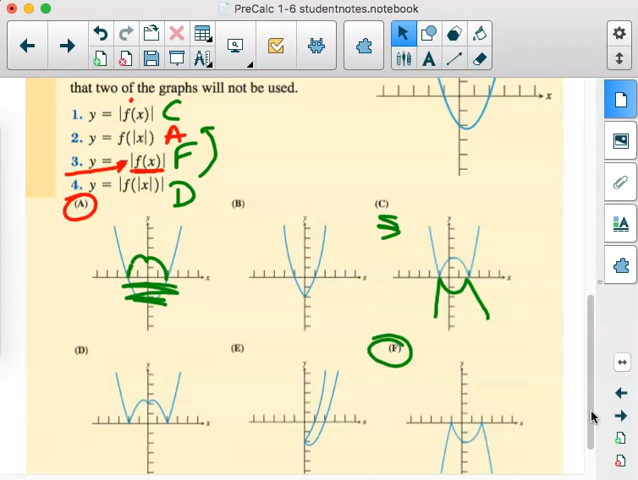 PreCalc 1-6 studentnotes.notebook
that two of the graphs will not be used.
1. y = |f(x)| C
2. y = f(|x|) A
3. y = |f(x)| F
4. y = |f(|x|)| D
(A) (B) (C)
y y y
x x x x
(D) (E) (F)
y y y
x x x